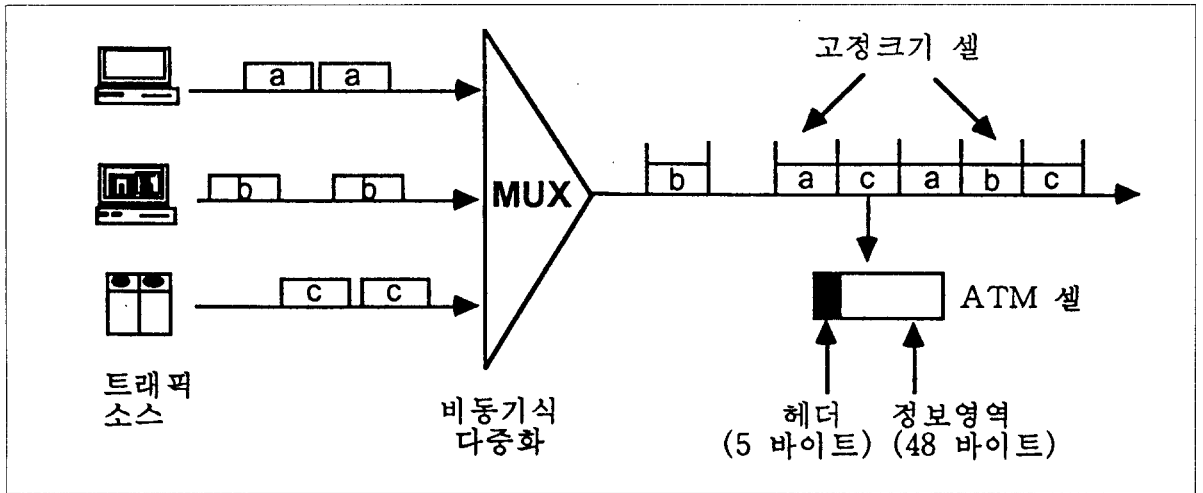 고정크기 셀
a a
b b
MUX
b a c a b c
c c
ATM 셀
트래픽
소스
비동기식
다중화
헤더 정보영역
(5 바이트) (48 바이트)